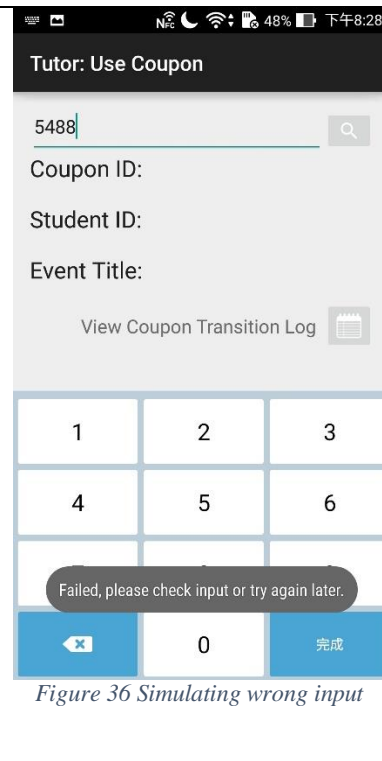 NFC 48% 下午8:28
Tutor: Use Coupon
5488
Coupon ID:
Student ID:
Event Title:
View Coupon Transition Log
1 2 3
4 5 6
Failed, please check input or try again later.
0 完成
Figure 36 Simulating wrong input